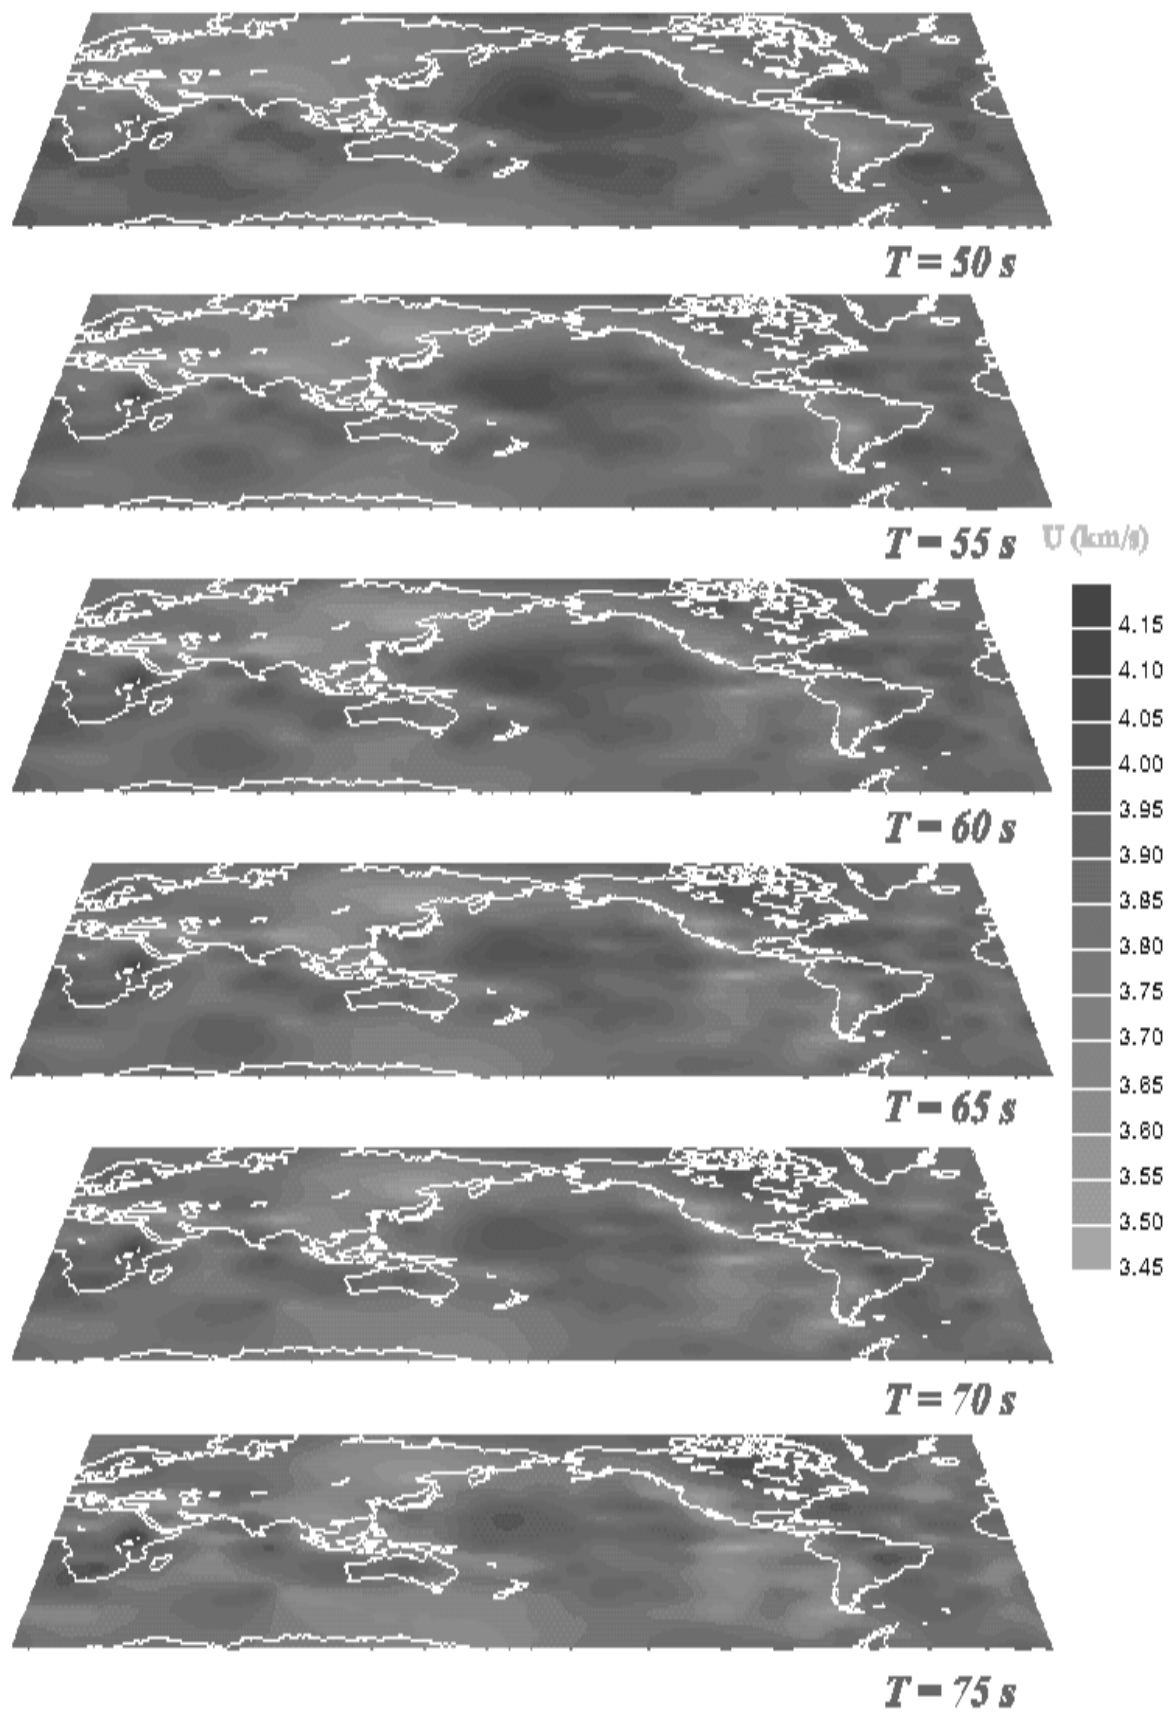 T = 50 s
T = 55 s
U (km/s)
T = 60 s
T = 65 s
T = 70 s
T = 75 s
4.15
4.10
4.05
4.00
3.95
3.90
3.85
3.80
3.75
3.70
3.65
3.60
3.55
3.50
3.45